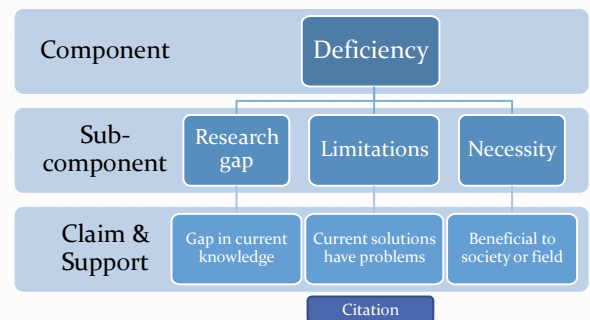 Component
Deficiency
Sub-
component
Research
gap
Limitations
Necessity
Claim &
Support
Gap in current
knowledge
Current solutions
have problems
Beneficial to
society or field
Citation